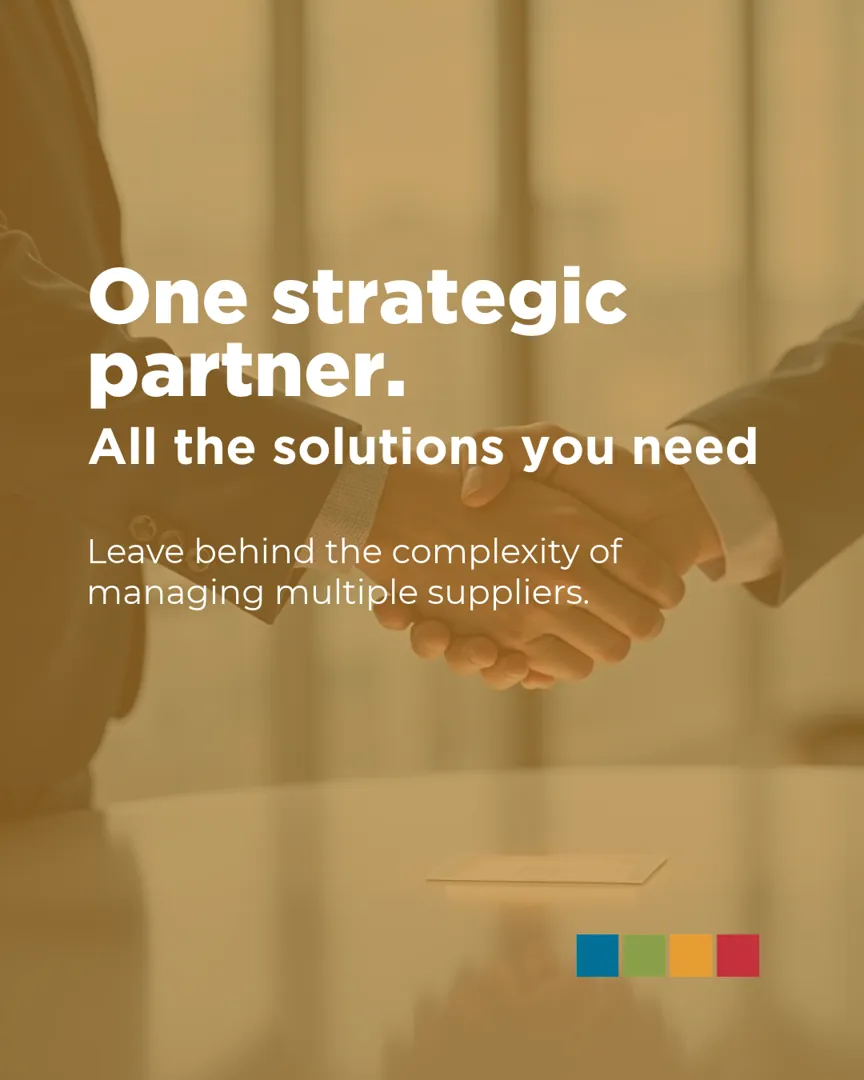 One strategic
partner.
All the solutions you need
Leave behind the complexity of
managing multiple suppliers.